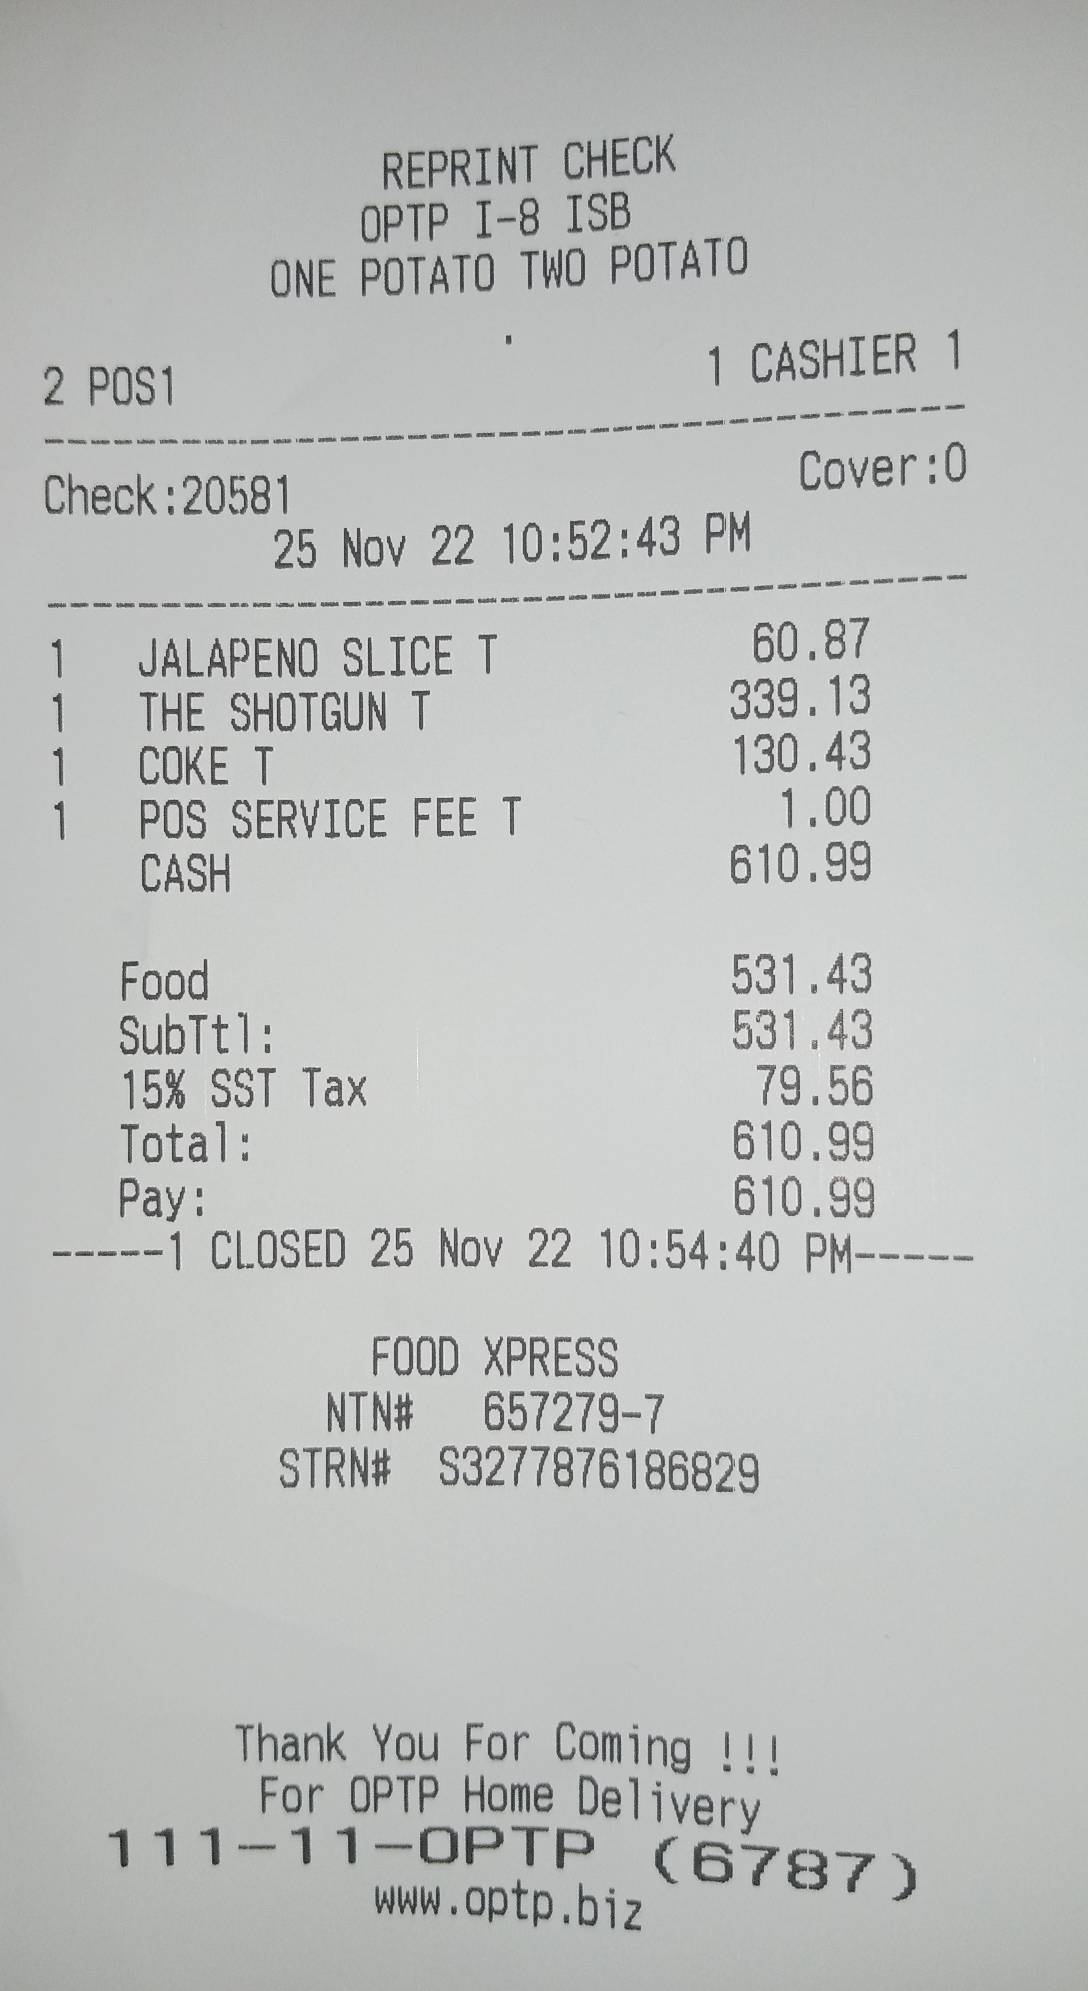 REPRINT CHECK
OPTP I-8 ISB
ONE POTATO TWO POTATO
2 POS1 1 CASHIER 1
Check:20581 Cover:0
25 Nov 22 10:52:43 PM
1 JALAPENO SLICE T 60.87
1 THE SHOTGUN T 339.13
1 COKE T 130.43
1 POS SERVICE FEE T 1.00
CASH 610.99
Food 531.43
SubTtl: 531.43
15% SST Tax 79.56
Total: 610.99
Pay: 610.99
-----1 CLOSED 25 Nov 22 10:54:40 PM-----
FOOD XPRESS
NTN# 657279-7
STRN# S3277876186829
Thank You For Coming !!!
For OPTP Home Delivery
111-11-OPTP (6787)
www.optp.biz